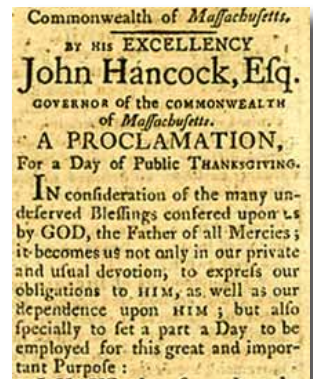 Commonwealth of Maſſachuſetts.
BY HIS EXCELLENCY
John Hancock, Eſq.
GOVERNOR of the COMMONWEALTH
of Maſſachuſetts.
A PROCLAMATION,
For a Day of Public THANKSGIVING.
IN conſideration of the many un-
deſerved Bleſſings confered upon us
by GOD, the Father of all Mercies;
it becomes us not only in our private
and uſual devotion, to expreſs our
obligations to HIM, as well as our
dependence upon HIM; but alſo
ſpecially to ſet a part a Day to be
employed for this great and impor-
tant Purpoſe: